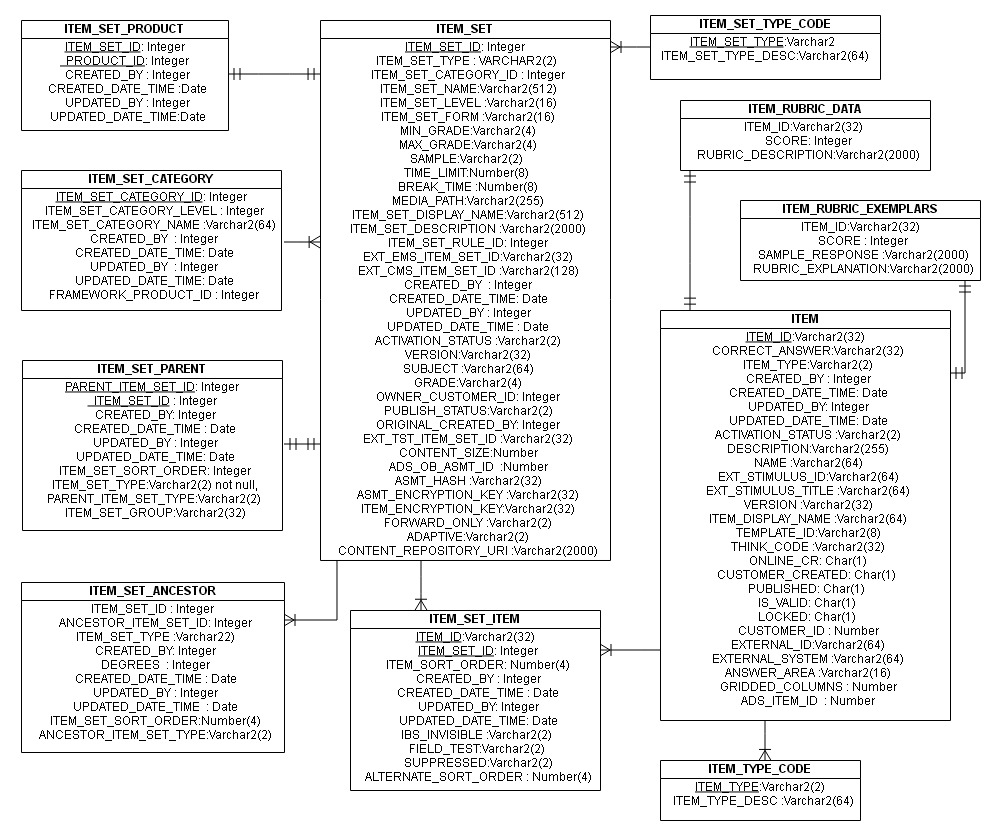 ITEM_SET_PRODUCT
ITEM_SET_ID: Integer
PRODUCT_ID: Integer
CREATED_BY : Integer
CREATED_DATE_TIME :Date
UPDATED_BY : Integer
UPDATED_DATE_TIME:Date
ITEM_SET_CATEGORY
ITEM_SET_CATEGORY_ID: Integer
ITEM_SET_CATEGORY_LEVEL : Integer
ITEM_SET_CATEGORY_NAME :Varchar2(64)
CREATED_BY : Integer
CREATED_DATE_TIME: Date
UPDATED_BY : Integer
UPDATED_DATE_TIME: Date
FRAMEWORK_PRODUCT_ID : Integer
ITEM_SET_PARENT
PARENT_ITEM_SET_ID: Integer
ITEM_SET_ID : Integer
CREATED_BY: Integer
CREATED_DATE_TIME : Date
UPDATED_BY : Integer
UPDATED_DATE_TIME: Date
ITEM_SET_SORT_ORDER: Integer
ITEM_SET_TYPE:Varchar2(2) not null,
PARENT_ITEM_SET_TYPE:Varchar2(2)
ITEM_SET_GROUP:Varchar2(32)
ITEM_SET_ANCESTOR
ITEM_SET_ID : Integer
ANCESTOR_ITEM_SET_ID: Integer
ITEM_SET_TYPE :Varchar22)
CREATED_BY: Integer
DEGREES : Integer
CREATED_DATE_TIME : Date
UPDATED_BY : Integer
UPDATED_DATE_TIME : Date
ITEM_SET_SORT_ORDER:Number(4)
ANCESTOR_ITEM_SET_TYPE:Varchar2(2)
ITEM_SET
ITEM_SET_ID: Integer
ITEM_SET_TYPE : VARCHAR2(2)
ITEM_SET_CATEGORY_ID : Integer
ITEM_SET_NAME:Varchar2(512)
ITEM_SET_LEVEL : Varchar2(16)
ITEM_SET_FORM : Varchar2(16)
MIN_GRADE:Varchar2(4)
MAX_GRADE:Varchar2(4)
SAMPLE:Varchar2(2)
TIME_LIMIT:Number(8)
BREAK_TIME :Number(8)
MEDIA_PATH:Varchar2(255)
ITEM_SET_DISPLAY_NAME:Varchar2(512)
ITEM_SET_DESCRIPTION :Varchar2(2000)
ITEM_SET_RULE_ID: Integer
EXT_EMS_ITEM_SET_ID:Varchar2(32)
EXT_CMS_ITEM_SET_ID:Varchar2(128)
CREATED_BY : Integer
CREATED_DATE_TIME: Date
UPDATED_BY : Integer
UPDATED_DATE_TIME : Date
ACTIVATION_STATUS :Varchar2(2)
VERSION:Varchar2(32)
SUBJECT :Varchar2(64)
GRADE:Varchar2(4)
OWNER_CUSTOMER_ID: Integer
PUBLISH_STATUS:Varchar2(2)
ORIGINAL_CREATED_BY: Integer
EXT_TST_ITEM_SET_ID :Varchar2(32)
CONTENT_SIZE:Number
ADS_OB_ASMT_ID :Number
ASMT_HASH :Varchar2(32)
ASMT_ENCRYPTION_KEY:Varchar2(32)
ITEM_ENCRYPTION_KEY:Varchar2(32)
FORWARD_ONLY :Varchar2(2)
ADAPTIVE:Varchar2(2)
CONTENT_REPOSITORY_URI :Varchar2(2000)
ITEM_SET_ITEM
ITEM_ID:Varchar2(32)
ITEM_SET_ID: Integer
ITEM_SORT_ORDER: Number(4)
CREATED_BY : Integer
CREATED_DATE_TIME : Date
UPDATED_BY: Integer
UPDATED_DATE_TIME: Date
IBS_INVISIBLE :Varchar2(2)
FIELD_TEST:Varchar2(2)
SUPPRESSED:Varchar2(2)
ALTERNATE_SORT_ORDER : Number(4)
ITEM_SET_TYPE_CODE
ITEM_SET_TYPE:Varchar2
ITEM_SET_TYPE_DESC:Varchar2(64)
ITEM_RUBRIC_DATA
ITEM_ID:Varchar2(32)
SCORE: Integer
RUBRIC_DESCRIPTION:Varchar2(2000)
ITEM_RUBRIC_EXEMPLARS
ITEM_ID:Varchar2(32)
SCORE : Integer
SAMPLE_RESPONSE :Varchar2(2000)
RUBRIC_EXPLANATION:Varchar2(2000)
ITEM
ITEM_ID:Varchar2(32)
CORRECT_ANSWER:Varchar2(32)
ITEM_TYPE:Varchar2(2)
CREATED_BY : Integer
CREATED_DATE_TIME: Date
UPDATED_BY: Integer
UPDATED_DATE_TIME: Date
ACTIVATION_STATUS :Varchar2(2)
DESCRIPTION:Varchar2(255)
NAME :Varchar2(64)
EXT_STIMULUS_ID:Varchar2(64)
EXT_STIMULUS_TITLE :Varchar2(64)
VERSION :Varchar2(32)
ITEM_DISPLAY_NAME :Varchar2(64)
TEMPLATE_ID:Varchar2(8)
THINK_CODE :Varchar2(32)
ONLINE_CR: Char(1)
CUSTOMER_CREATED: Char(1)
PUBLISHED: Char(1)
IS_VALID: Char(1)
LOCKED: Char(1)
CUSTOMER_ID : Number
EXTERNAL_ID:Varchar2(64)
EXTERNAL_SYSTEM :Varchar2(64)
ANSWER_AREA :Varchar2(16)
GRIDDED_COLUMNS : Number
ADS_ITEM_ID : Number
ITEM_TYPE_CODE
ITEM_TYPE:Varchar2(2)
ITEM_TYPE_DESC :Varchar2(64)